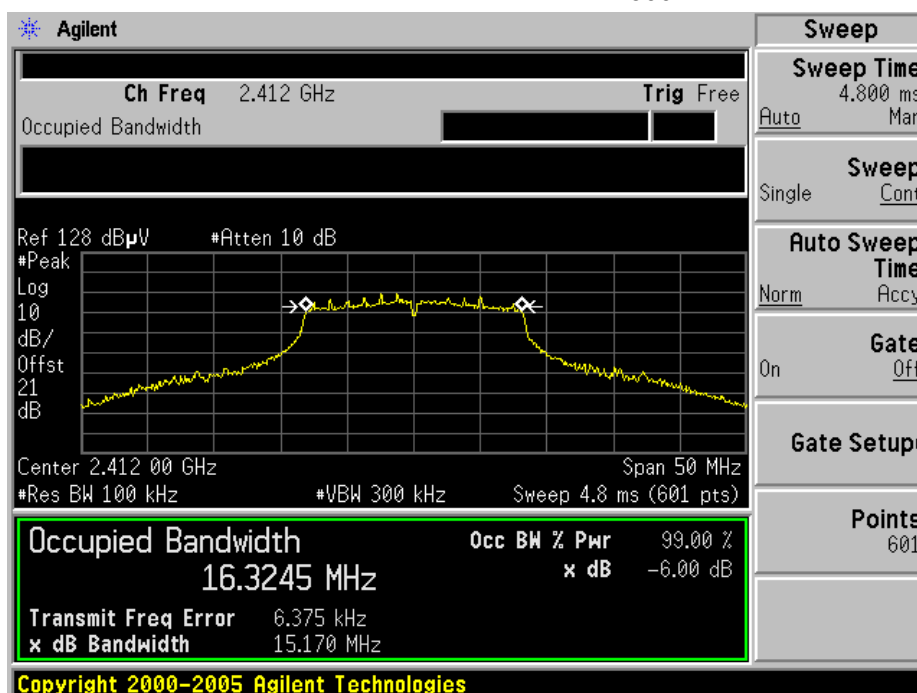 Agilent
Sweep
Ch Freq 2.412 GHz Trig Free
Occupied Bandwidth
Ref 128 dBµV #Atten 10 dB
#Peak
Log
10
dB/
Offst
21
dB
Center 2.412 00 GHz Span 50 MHz
#Res BW 100 kHz #VBW 300 kHz Sweep 4.8 ms (601 pts)
Occupied Bandwidth
16.3245 MHz
Occ BW % Pwr 99.00 %
x dB -6.00 dB
Transmit Freq Error 6.375 kHz
x dB Bandwidth 15.170 MHz
Copyright 2000-2005 Agilent Technologies
Sweep Time
4.800 ms
Auto Man
Sweep
Single Cont
Auto Sweep
Time
Norm Accy
Gate
On Off
Gate Setup
Points
601